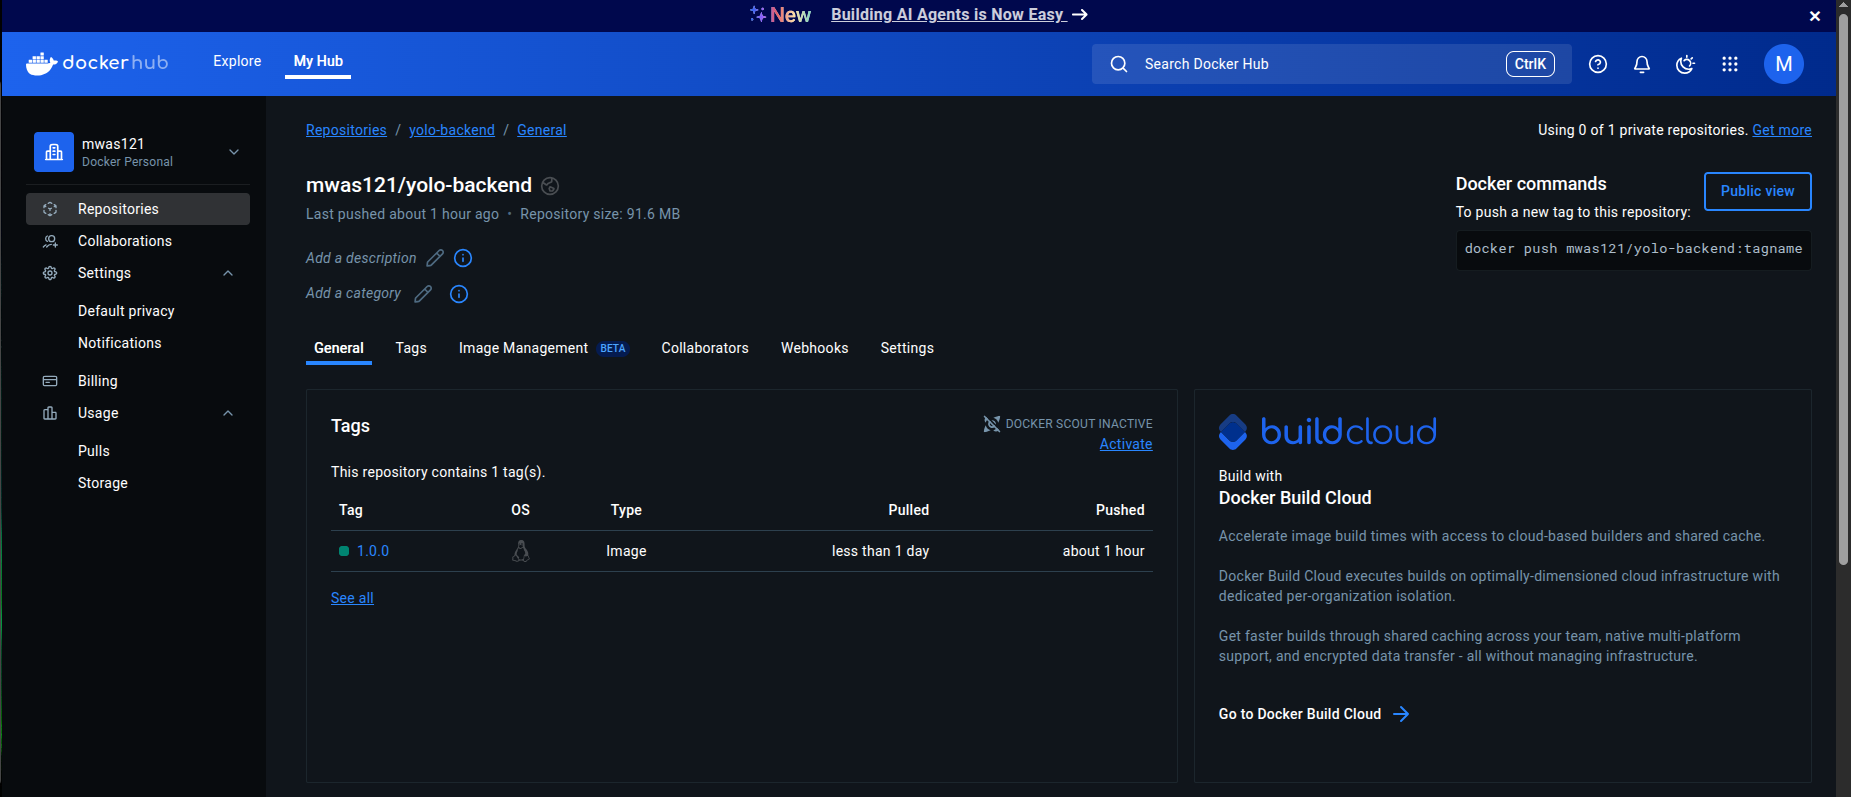 New Building AI Agents is Now Easy
dockerhub
Explore
My Hub
Search Docker Hub
CtrlK
M
mwas121
Docker Personal
Repositories
Collaborations
Settings
Default privacy
Notifications
Billing
Usage
Pulls
Storage
Repositories / yolo-backend / General
Using 0 of 1 private repositories. Get more
mwas121/yolo-backend
Last pushed about 1 hour ago • Repository size: 91.6 MB
Add a description
Add a category
Docker commands
Public view
To push a new tag to this repository:
docker push mwas121/yolo-backend:tagname
General Tags Image Management BETA Collaborators Webhooks Settings
Tags
DOCKER SCOUT INACTIVE
Activate
This repository contains 1 tag(s).
Tag OS Type Pulled Pushed
1.0.0 Image less than 1 day about 1 hour
See all
buildcloud
Build with
Docker Build Cloud
Accelerate image build times with access to cloud-based builders and shared cache.
Docker Build Cloud executes builds on optimally-dimensioned cloud infrastructure with
dedicated per-organization isolation.
Get faster builds through shared caching across your team, native multi-platform
support, and encrypted data transfer - all without managing infrastructure.
Go to Docker Build Cloud